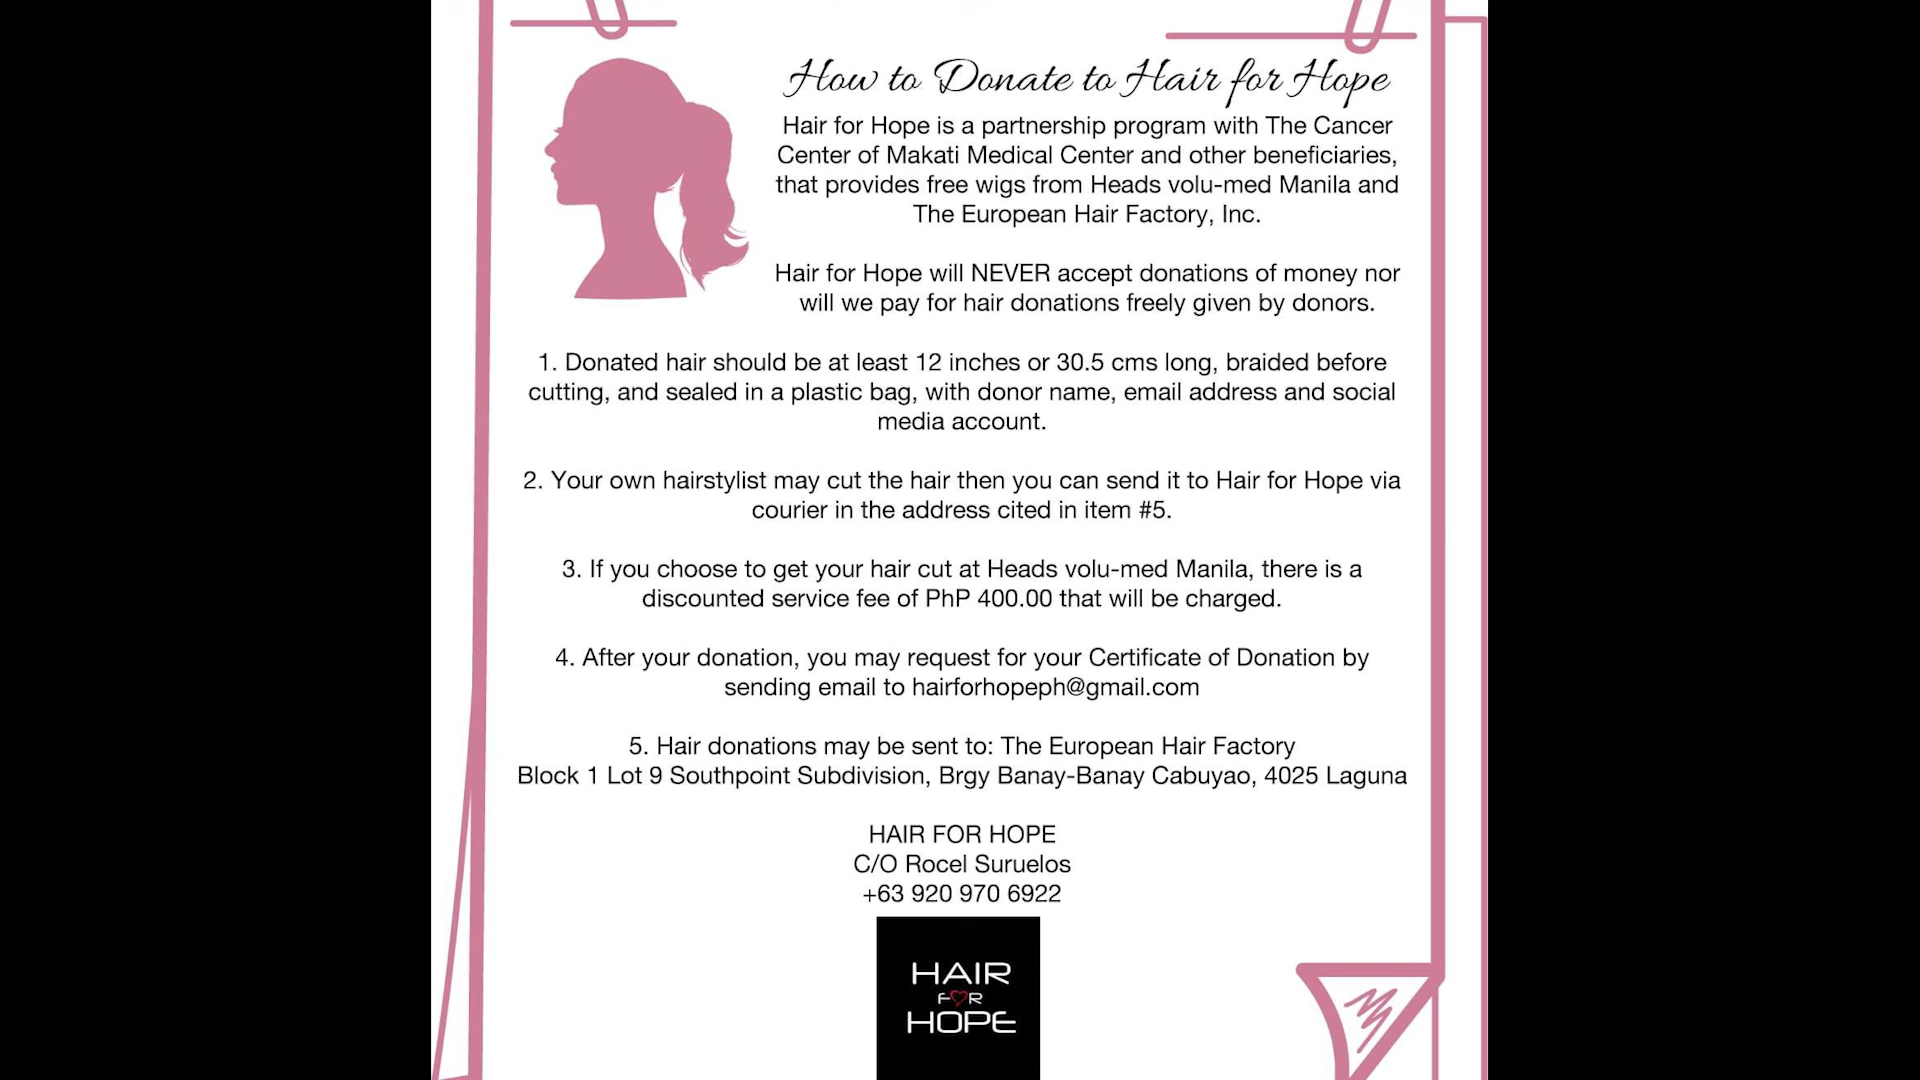 How to Donate to Hair for Hope
Hair for Hope is a partnership program with The Cancer
Center of Makati Medical Center and other beneficiaries,
that provides free wigs from Heads volu-med Manila and
The European Hair Factory, Inc.
Hair for Hope will NEVER accept donations of money nor
will we pay for hair donations freely given by donors.
1. Donated hair should be at least 12 inches or 30.5 cms long, braided before
cutting, and sealed in a plastic bag, with donor name, email address and social
media account.
2. Your own hairstylist may cut the hair then you can send it to Hair for Hope via
courier in the address cited in item #5.
3. If you choose to get your hair cut at Heads volu-med Manila, there is a
discounted service fee of PhP 400.00 that will be charged.
4. After your donation, you may request for your Certificate of Donation by
sending email to hairforhopeph@gmail.com
5. Hair donations may be sent to: The European Hair Factory
Block 1 Lot 9 Southpoint Subdivision, Brgy Banay-Banay Cabuyao, 4025 Laguna
HAIR FOR HOPE
C/O Rocel Suruelos
+63 920 970 6922
HAIR
FOR
HOPE